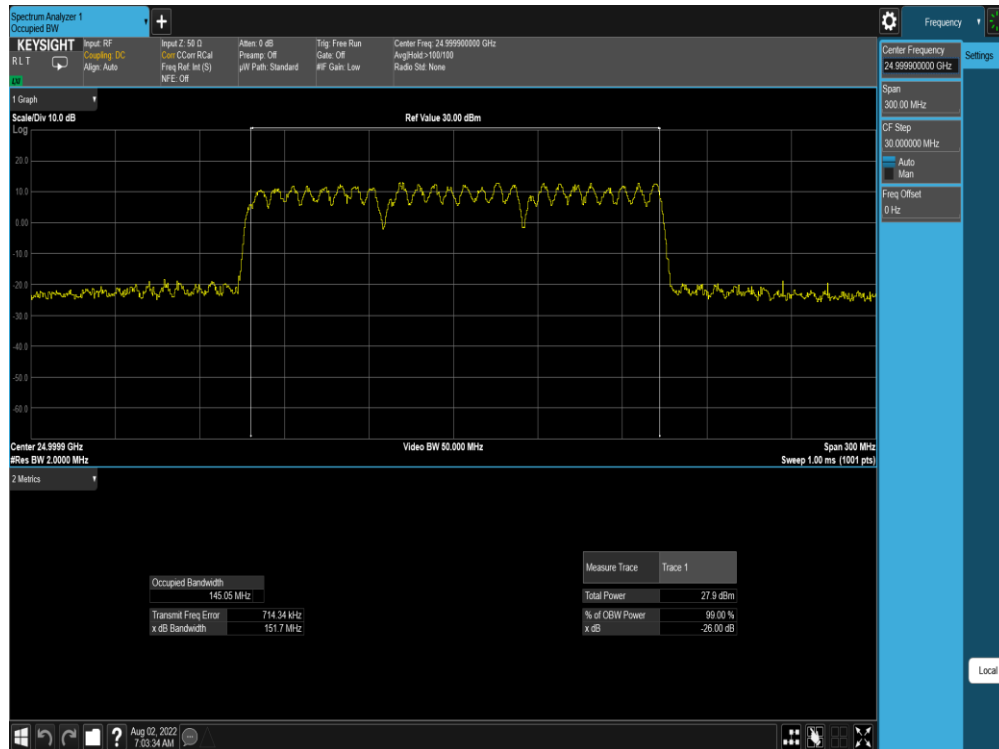 Spectrum Analyzer 1
Occupied BW
+
Frequency
KEYSIGHT
R L T
LXI
Input: RF
Coupling: DC
Align: Auto
Input Z: 50 Ω
Corr CCorr RCal
Freq Ref: Int (S)
NFE: Off
Atten: 0 dB
Preamp: Off
µW Path: Standard
Trig: Free Run
Gate: Off
#IF Gain: Low
Center Freq: 24.999900000 GHz
Avg|Hold:>100/100
Radio Std: None
Center Frequency
24.999900000 GHz
Settings
Span
300.00 MHz
CF Step
30.000000 MHz
Auto
Man
Freq Offset
0 Hz
1 Graph
Scale/Div 10.0 dB
Ref Value 30.00 dBm
Log
20.0
10.0
0.00
-10.0
-20.0
-30.0
-40.0
-50.0
-60.0
Center 24.9999 GHz
Video BW 50.000 MHz
Span 300 MHz
#Res BW 2.0000 MHz
Sweep 1.00 ms (1001 pts)
2 Metrics
Measure Trace Trace 1
Occupied Bandwidth
145.05 MHz
Total Power 27.9 dBm
Transmit Freq Error 714.34 kHz
% of OBW Power 99.00 %
x dB Bandwidth 151.7 MHz
x dB -26.00 dB
Local
?
Aug 02, 2022
7:03:34 AM